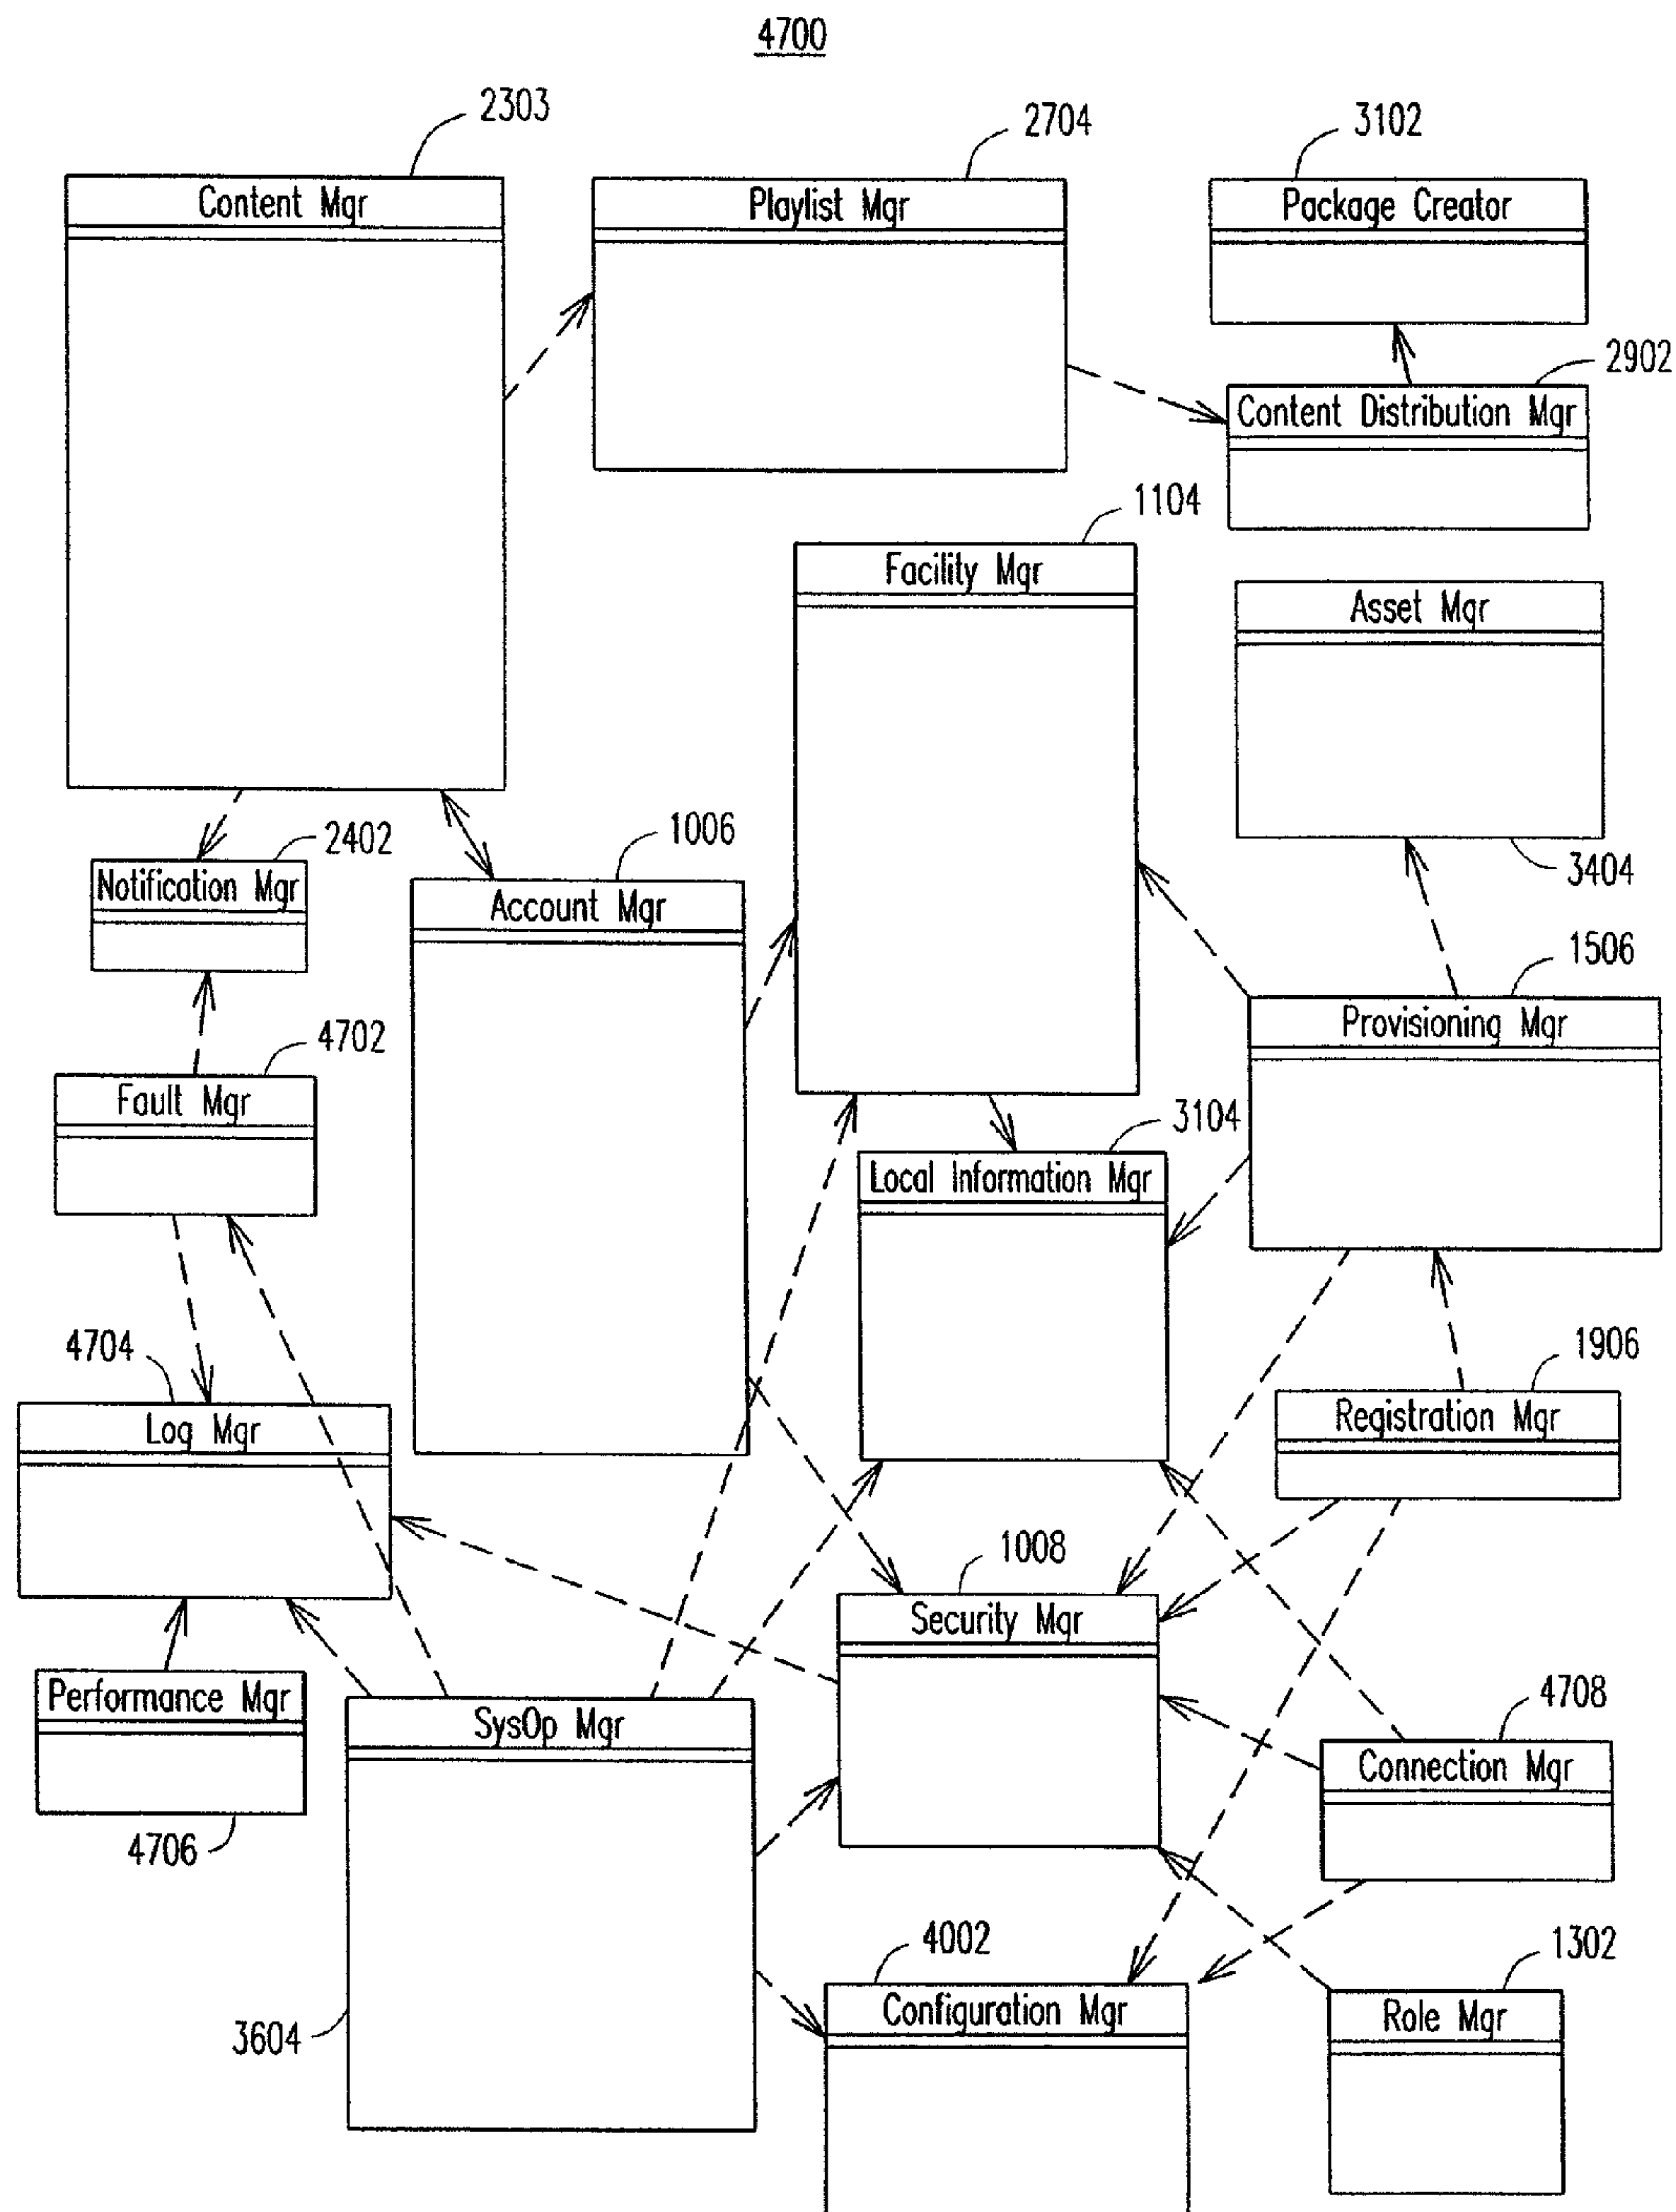 4700
2303
2704
3102
Content Mgr
Playlist Mgr
Package Creator
2902
Content Distribution Mgr
1104
Facility Mgr
Asset Mgr
2402
1006
3404
Notification Mgr
Account Mgr
1506
Provisioning Mgr
4702
Fault Mgr
3104
Local Information Mgr
4704
1906
Log Mgr
Registration Mgr
1008
Security Mgr
Performance Mgr
4708
SysOp Mgr
Connection Mgr
4706
4002
1302
Configuration Mgr
Role Mgr
3604